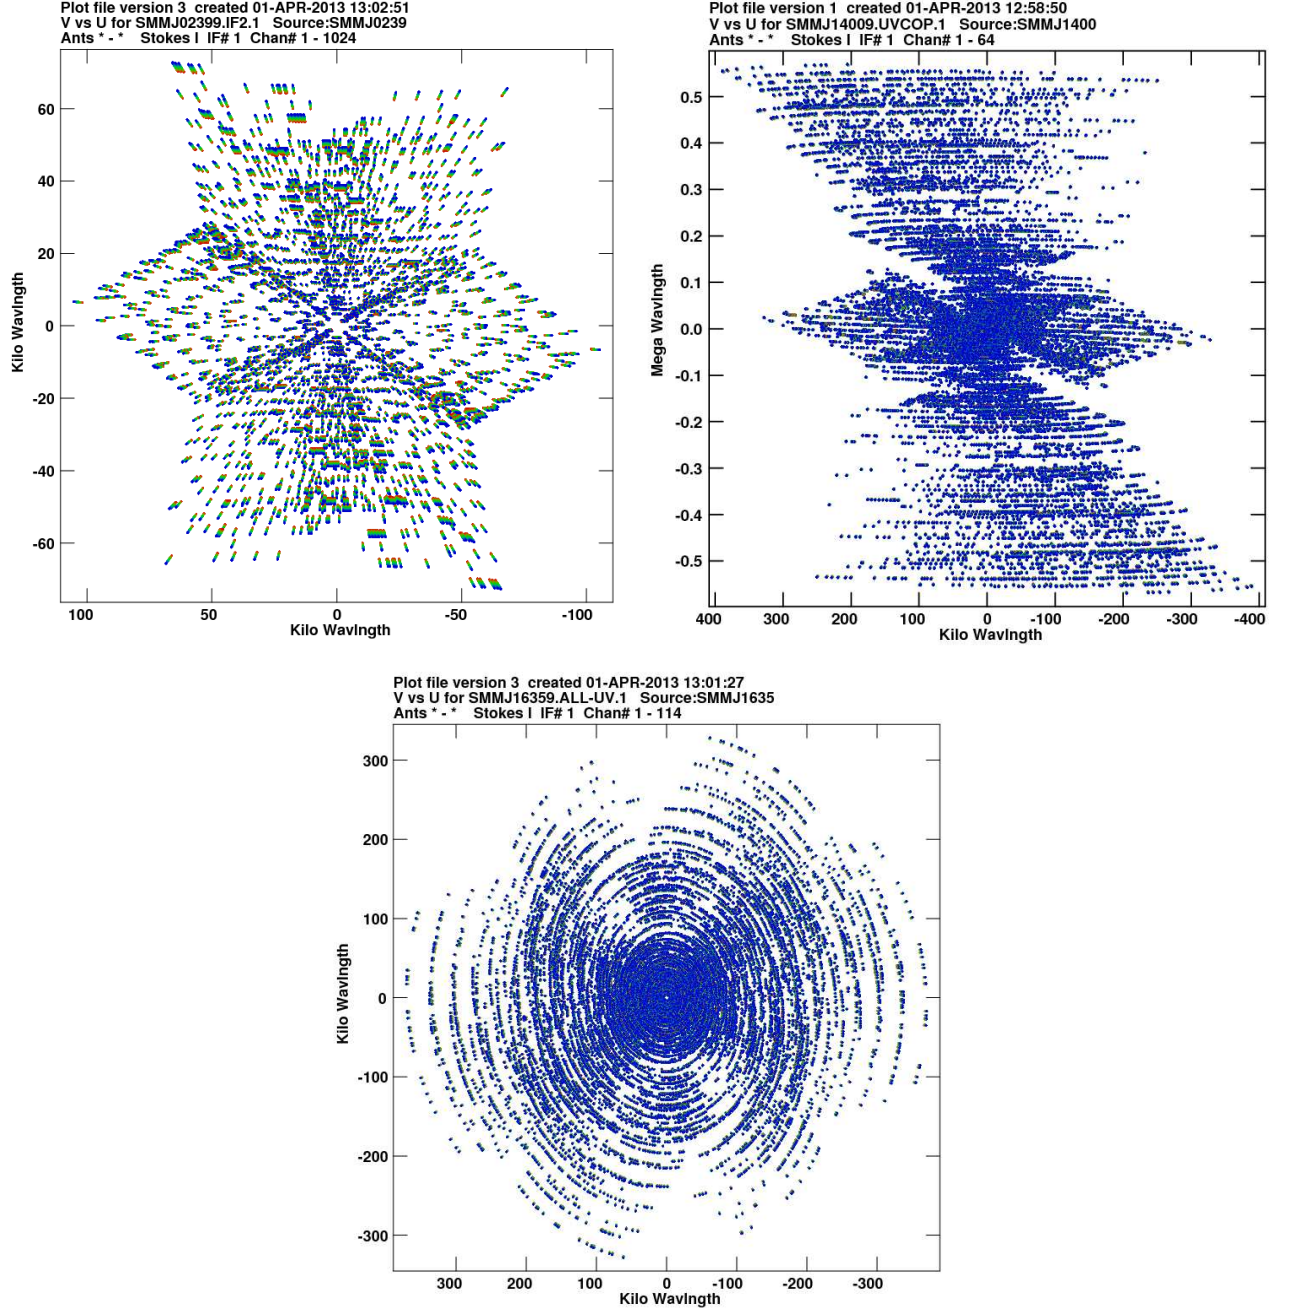 Plot file version 3 created 01-APR-2013 13:02:51
V vs U for SMMJ02399.IF2.1 Source:SMMJ0239
Ants * - * Stokes I IF# 1 Chan# 1 - 1024
60
40
20
0
-20
-40
-60
Kilo Wavlngth
100 50 0 -50 -100
Kilo Wavlngth
Plot file version 1 created 01-APR-2013 12:58:50
V vs U for SMMJ14009.UVCOP.1 Source:SMMJ1400
Ants * - * Stokes I IF# 1 Chan# 1 - 64
0.5
0.4
0.3
0.2
0.1
0.0
-0.1
-0.2
-0.3
-0.4
-0.5
Mega Wavlngth
400 300 200 100 0 -100 -200 -300 -400
Kilo Wavlngth
Plot file version 3 created 01-APR-2013 13:01:27
V vs U for SMMJ16359.ALL-UV.1 Source:SMMJ1635
Ants * - * Stokes I IF# 1 Chan# 1 - 114
300
200
100
0
-100
-200
-300
Kilo Wavlngth
300 200 100 0 -100 -200 -300
Kilo Wavlngth